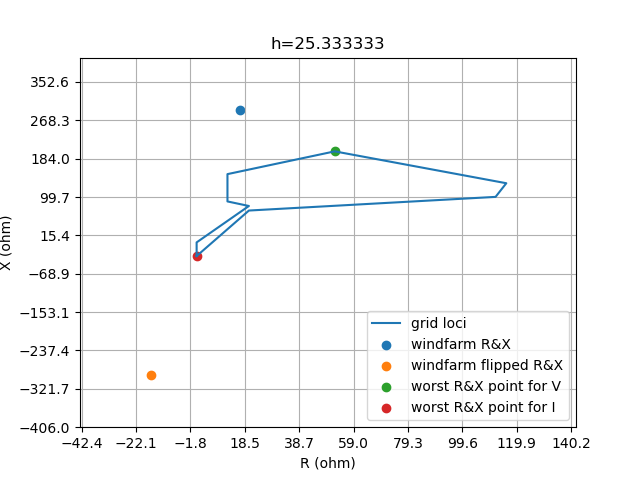 h=25.333333
352.6
268.3
184.0
99.7
15.4
−68.9
−153.1
−237.4
−321.7
−406.0
X (ohm)
grid loci
windfarm R&X
windfarm flipped R&X
worst R&X point for V
worst R&X point for I
−42.4 −22.1 −1.8 18.5 38.7 59.0 79.3 99.6 119.9 140.2
R (ohm)